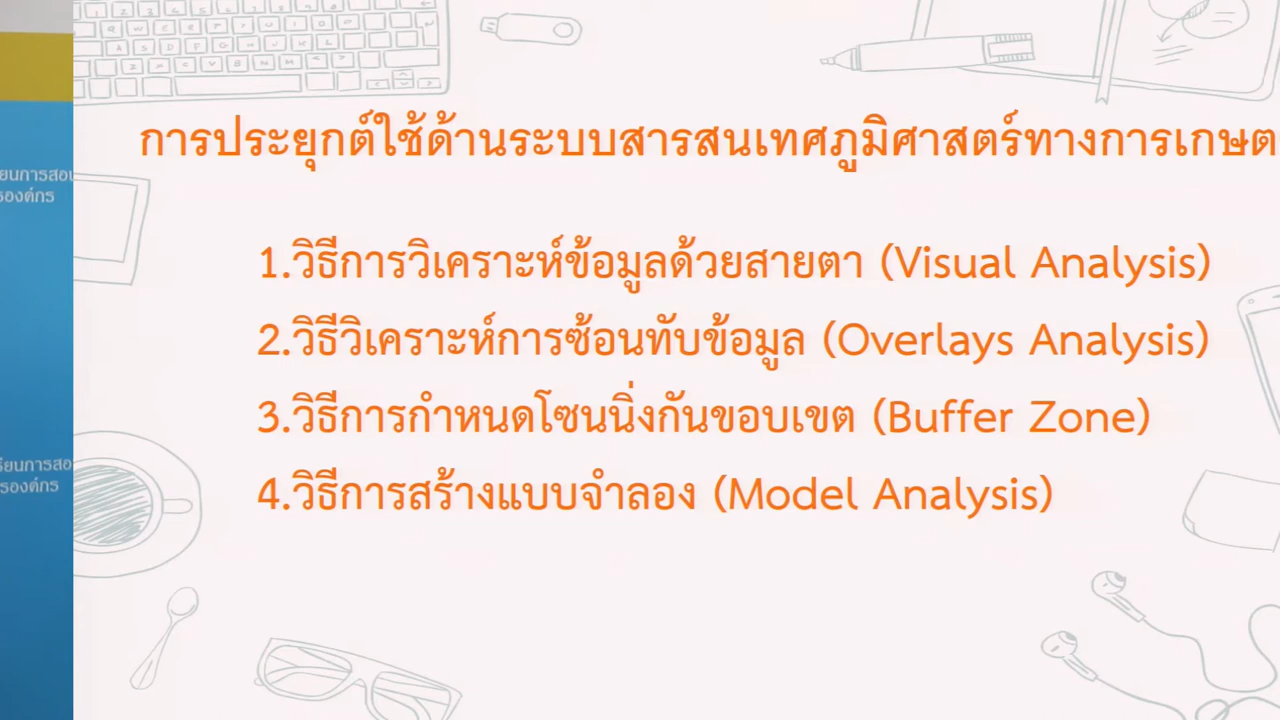 การประยุกต์ใช้ด้านระบบสารสนเทศภูมิศาสตร์ทางการเกษต
1.วิธีการวิเคราะห์ข้อมูลด้วยสายตา (Visual Analysis)
2.วิธีวิเคราะห์การซ้อนทับข้อมูล (Overlays Analysis)
3.วิธีการกำหนดโซนนิ่งกันขอบเขต (Buffer Zone)
4.วิธีการสร้างแบบจำลอง (Model Analysis)